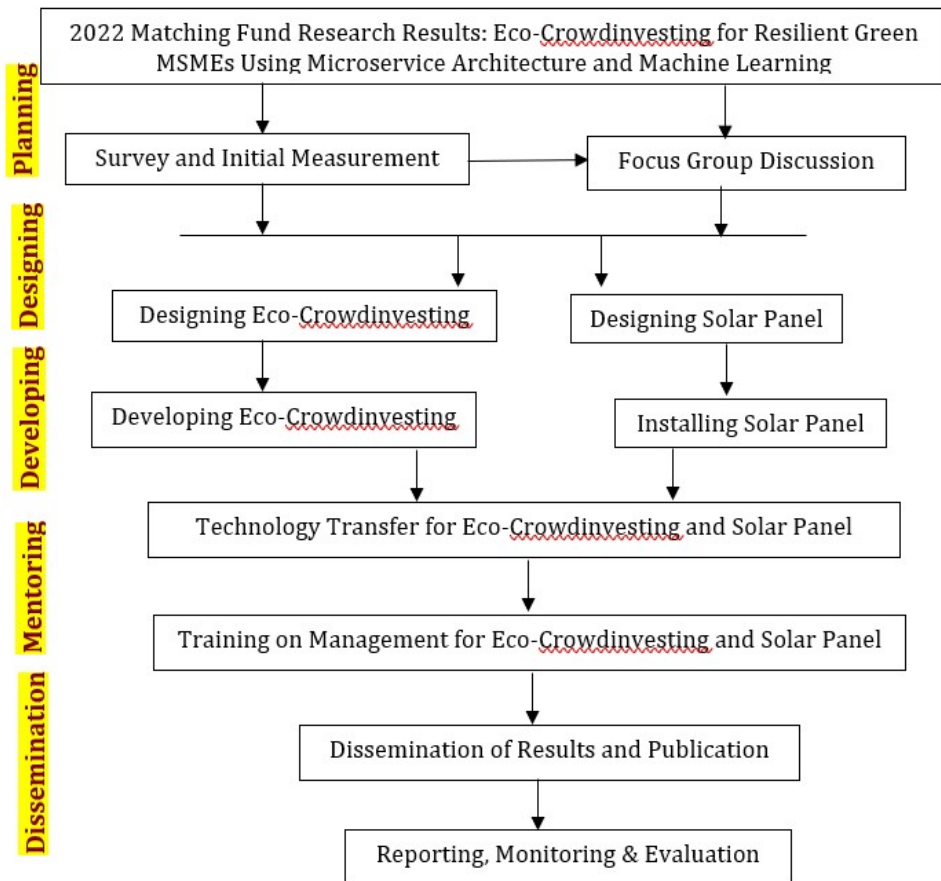 2022 Matching Fund Research Results: Eco-Crowdinvesting for Resilient Green
MSMEs Using Microservice Architecture and Machine Learning
Planning
Survey and Initial Measurement
Focus Group Discussion
Designing
Designing Eco-Crowdinvesting
Designing Solar Panel
Developing
Developing Eco-Crowdinvesting
Installing Solar Panel
Mentoring
Technology Transfer for Eco-Crowdinvesting and Solar Panel
Training on Management for Eco-Crowdinvesting and Solar Panel
Dissemination
Dissemination of Results and Publication
Reporting, Monitoring & Evaluation